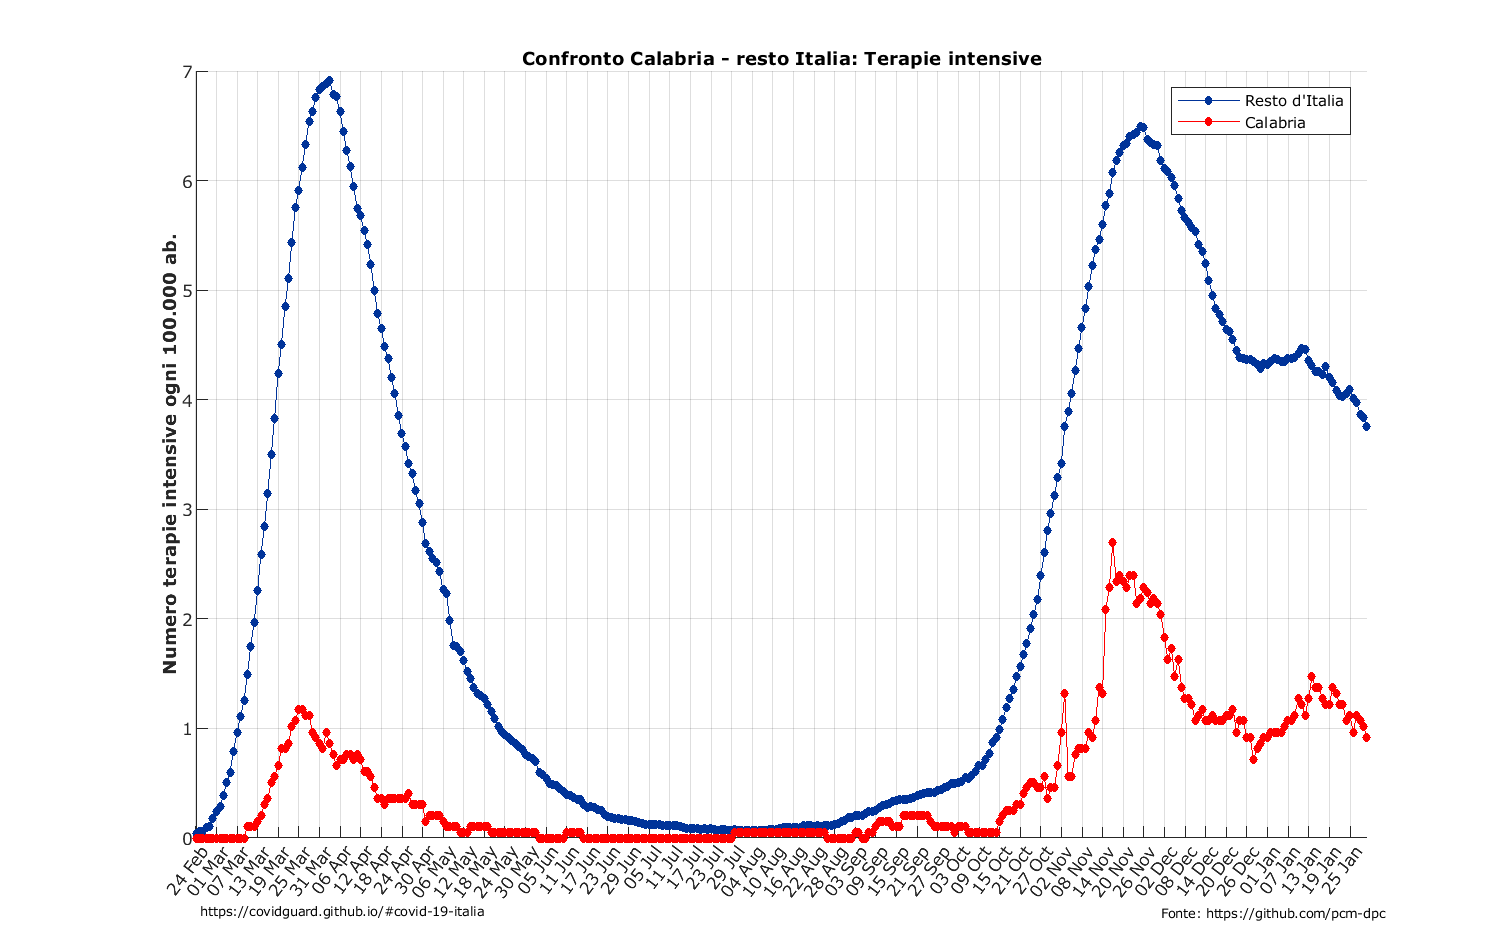 Confronto Calabria - resto Italia: Terapie intensive
Resto d'Italia
Calabria
Numero terapie intensive ogni 100.000 ab.
7
6
5
4
3
2
1
0
24 Feb
01 Mar
07 Mar
13 Mar
19 Mar
25 Mar
31 Mar
06 Apr
12 Apr
18 Apr
24 Apr
30 Apr
06 May
12 May
18 May
24 May
30 May
05 Jun
11 Jun
17 Jun
23 Jun
29 Jun
05 Jul
11 Jul
17 Jul
23 Jul
29 Jul
04 Aug
10 Aug
16 Aug
22 Aug
28 Aug
03 Sep
09 Sep
15 Sep
21 Sep
27 Sep
03 Oct
09 Oct
15 Oct
21 Oct
27 Oct
02 Nov
08 Nov
14 Nov
20 Nov
26 Nov
02 Dec
08 Dec
14 Dec
20 Dec
26 Dec
01 Jan
07 Jan
13 Jan
19 Jan
25 Jan
https://covidguard.github.io/#covid-19-italia
Fonte: https://github.com/pcm-dpc